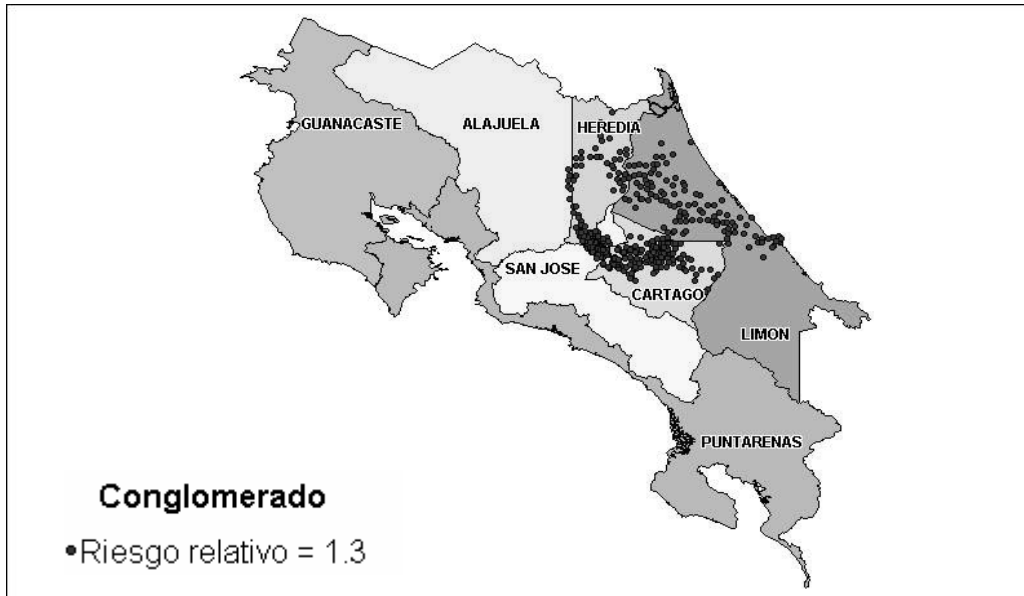 GUANACASTE
ALAJUELA
HEREDIA
SAN JOSE
CARTAGO
LIMON
PUNTARENAS
Conglomerado
•Riesgo relativo = 1.3